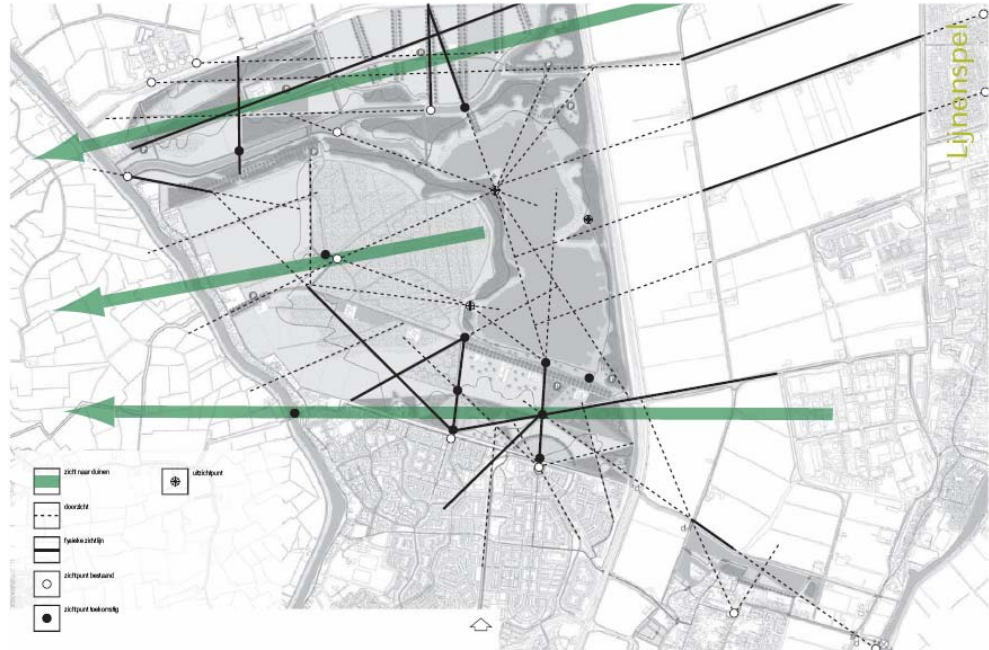 Lijnenspel
zicht naar duinen
uitzichtpunt
doorzicht
fysieke zichtlijn
zichtpunt bestaand
zichtpunt toekomstig